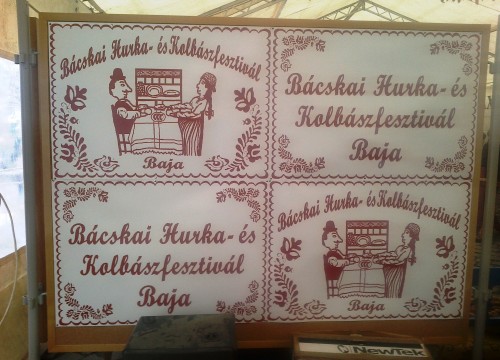 Bácskai Hurka- és Kolbászfesztivál
Baja
Bácskai Hurka- és
Kolbászfesztivál
Baja
Bácskai Hurka- és
Kolbászfesztivál
Baja
Bácskai Hurka- és Kolbászfesztivál
Baja
NewTek